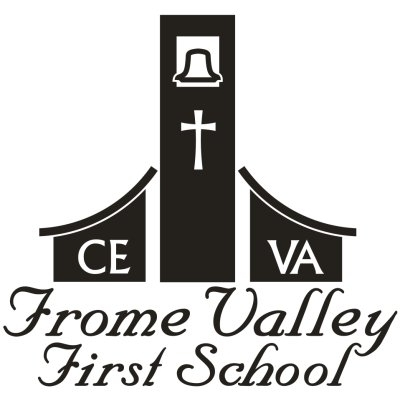 CE VA
Frome Valley
First School